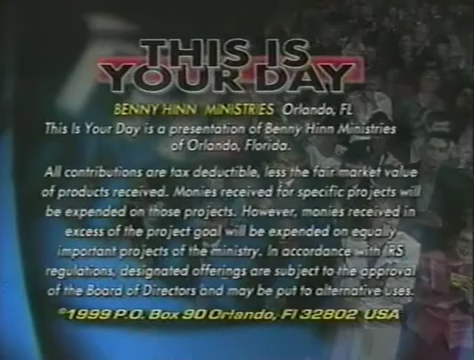 THIS IS
YOUR DAY
BENNY HINN MINISTRIES Orlando, FL
This Is Your Day is a presentation of Benny Hinn Ministries
of Orlando, Florida.
All contributions are tax deductible, less the fair market value
of products received. Monies received for specific projects will
be expended on those projects. However, monies received in
excess of the project goal will be expended on equally
important projects of the ministry. In accordance with IRS
regulations, designated offerings are subject to the approval
of the Board of Directors and may be put to alternative uses.
©1999 P.O. Box 90 Orlando, Fl 32802 USA